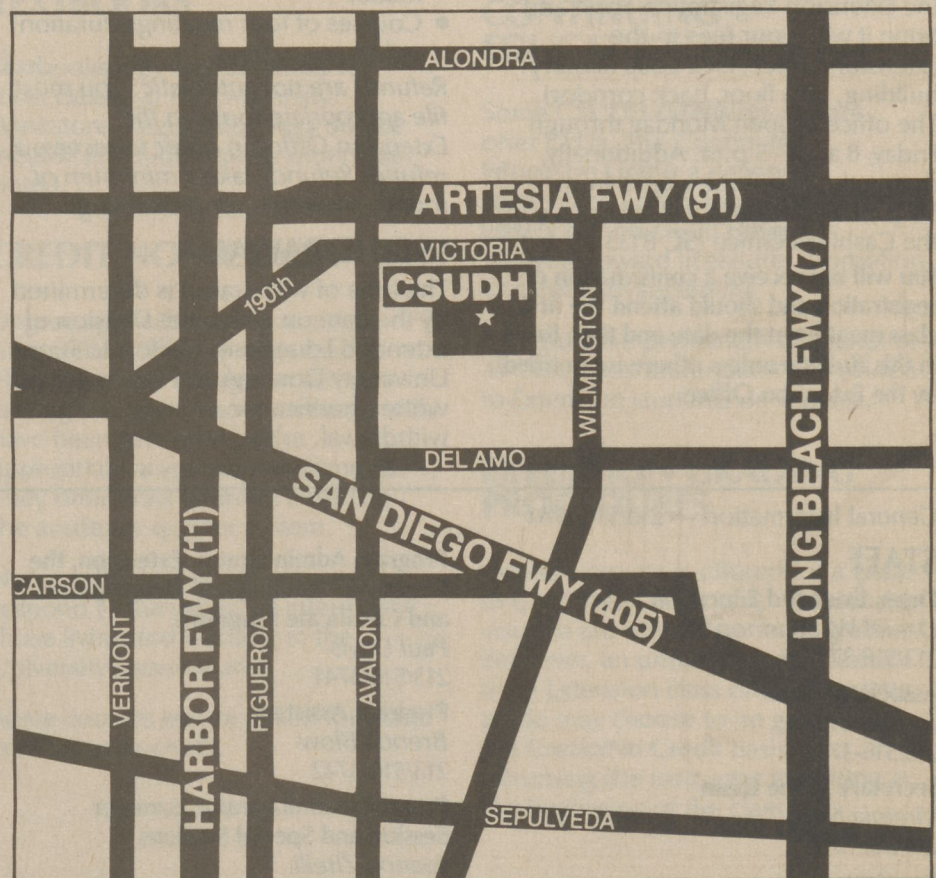 ALONDRA
ARTESIA FWY (91)
VICTORIA
CSUDH
190th
WILMINGTON
LONG BEACH FWY (7)
DEL AMO
SAN DIEGO FWY (405)
CARSON
VERMONT
HARBOR FWY (11)
FIGUEROA
AVALON
SEPULVEDA